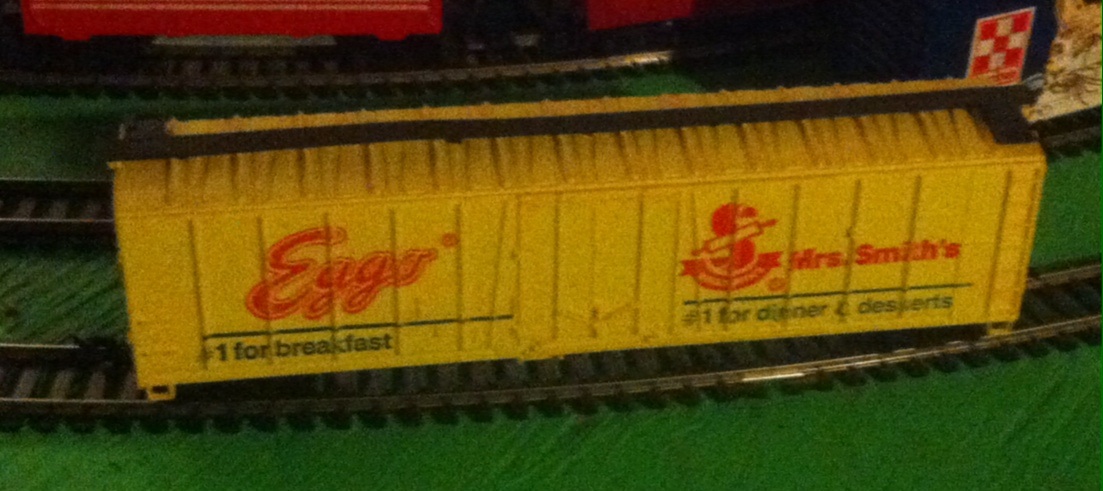 Eggo®
#1 for breakfast
Mrs. Smith's
#1 for dinner & desserts